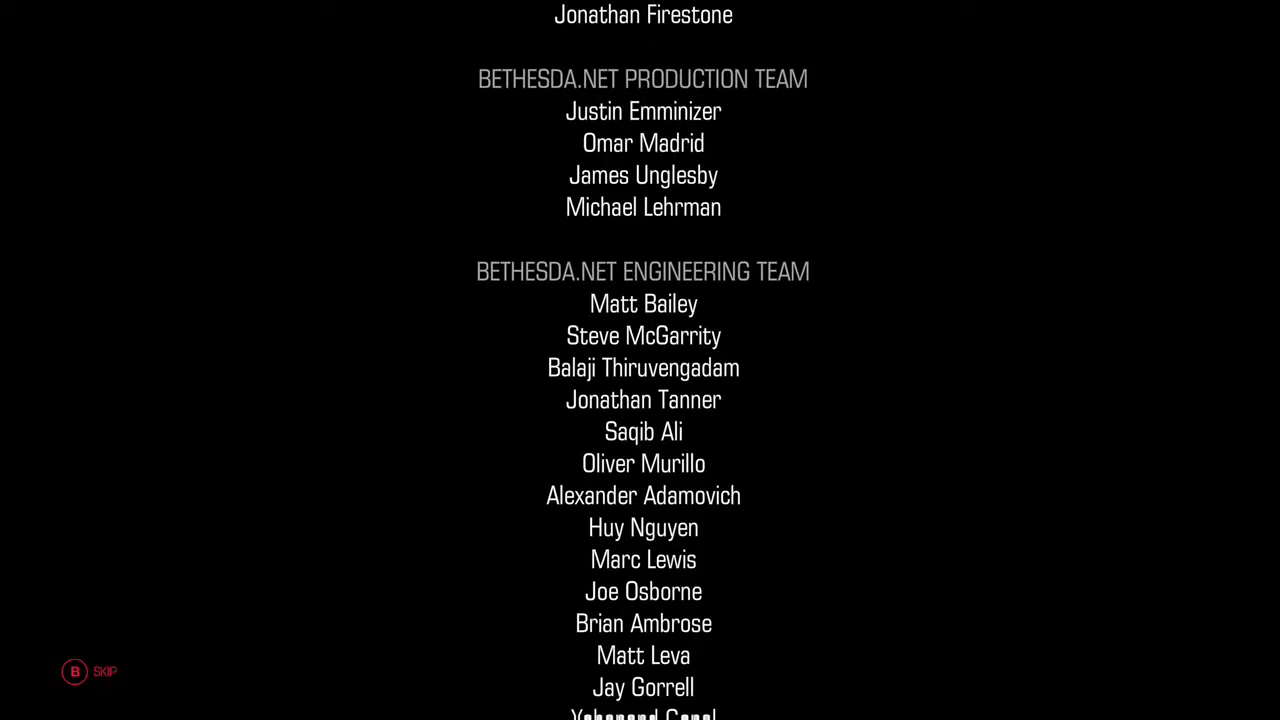 Jonathan Firestone
BETHESDA.NET PRODUCTION TEAM
Justin Emminizer
Omar Madrid
James Unglesby
Michael Lehrman
BETHESDA.NET ENGINEERING TEAM
Matt Bailey
Steve McGarrity
Balaji Thiruvengadam
Jonathan Tanner
Saqib Ali
Oliver Murillo
Alexander Adamovich
Huy Nguyen
Marc Lewis
Joe Osborne
Brian Ambrose
Matt Leva
Jay Gorrell
B SKIP